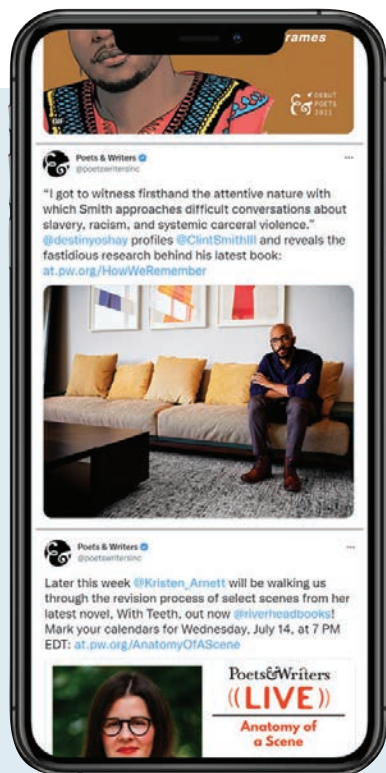 rames
DEBUT
POETS
2021
Poets & Writers
@poetswritersinc
“I got to witness firsthand the attentive nature with
which Smith approaches difficult conversations about
slavery, racism, and systemic carceral violence.”
@destinyoshay profiles @ClintSmithIII and reveals the
fastidious research behind his latest book:
at.pw.org/HowWeRemember
Poets & Writers
@poetswritersinc
Later this week @Kristen_Arnett will be walking us
through the revision process of select scenes from her
latest novel, With Teeth, out now @riverheadbooks!
Mark your calendars for Wednesday, July 14, at 7 PM
EDT: at.pw.org/AnatomyOfAScene
Poets&Writers
((LIVE))
Anatomy of
a Scene